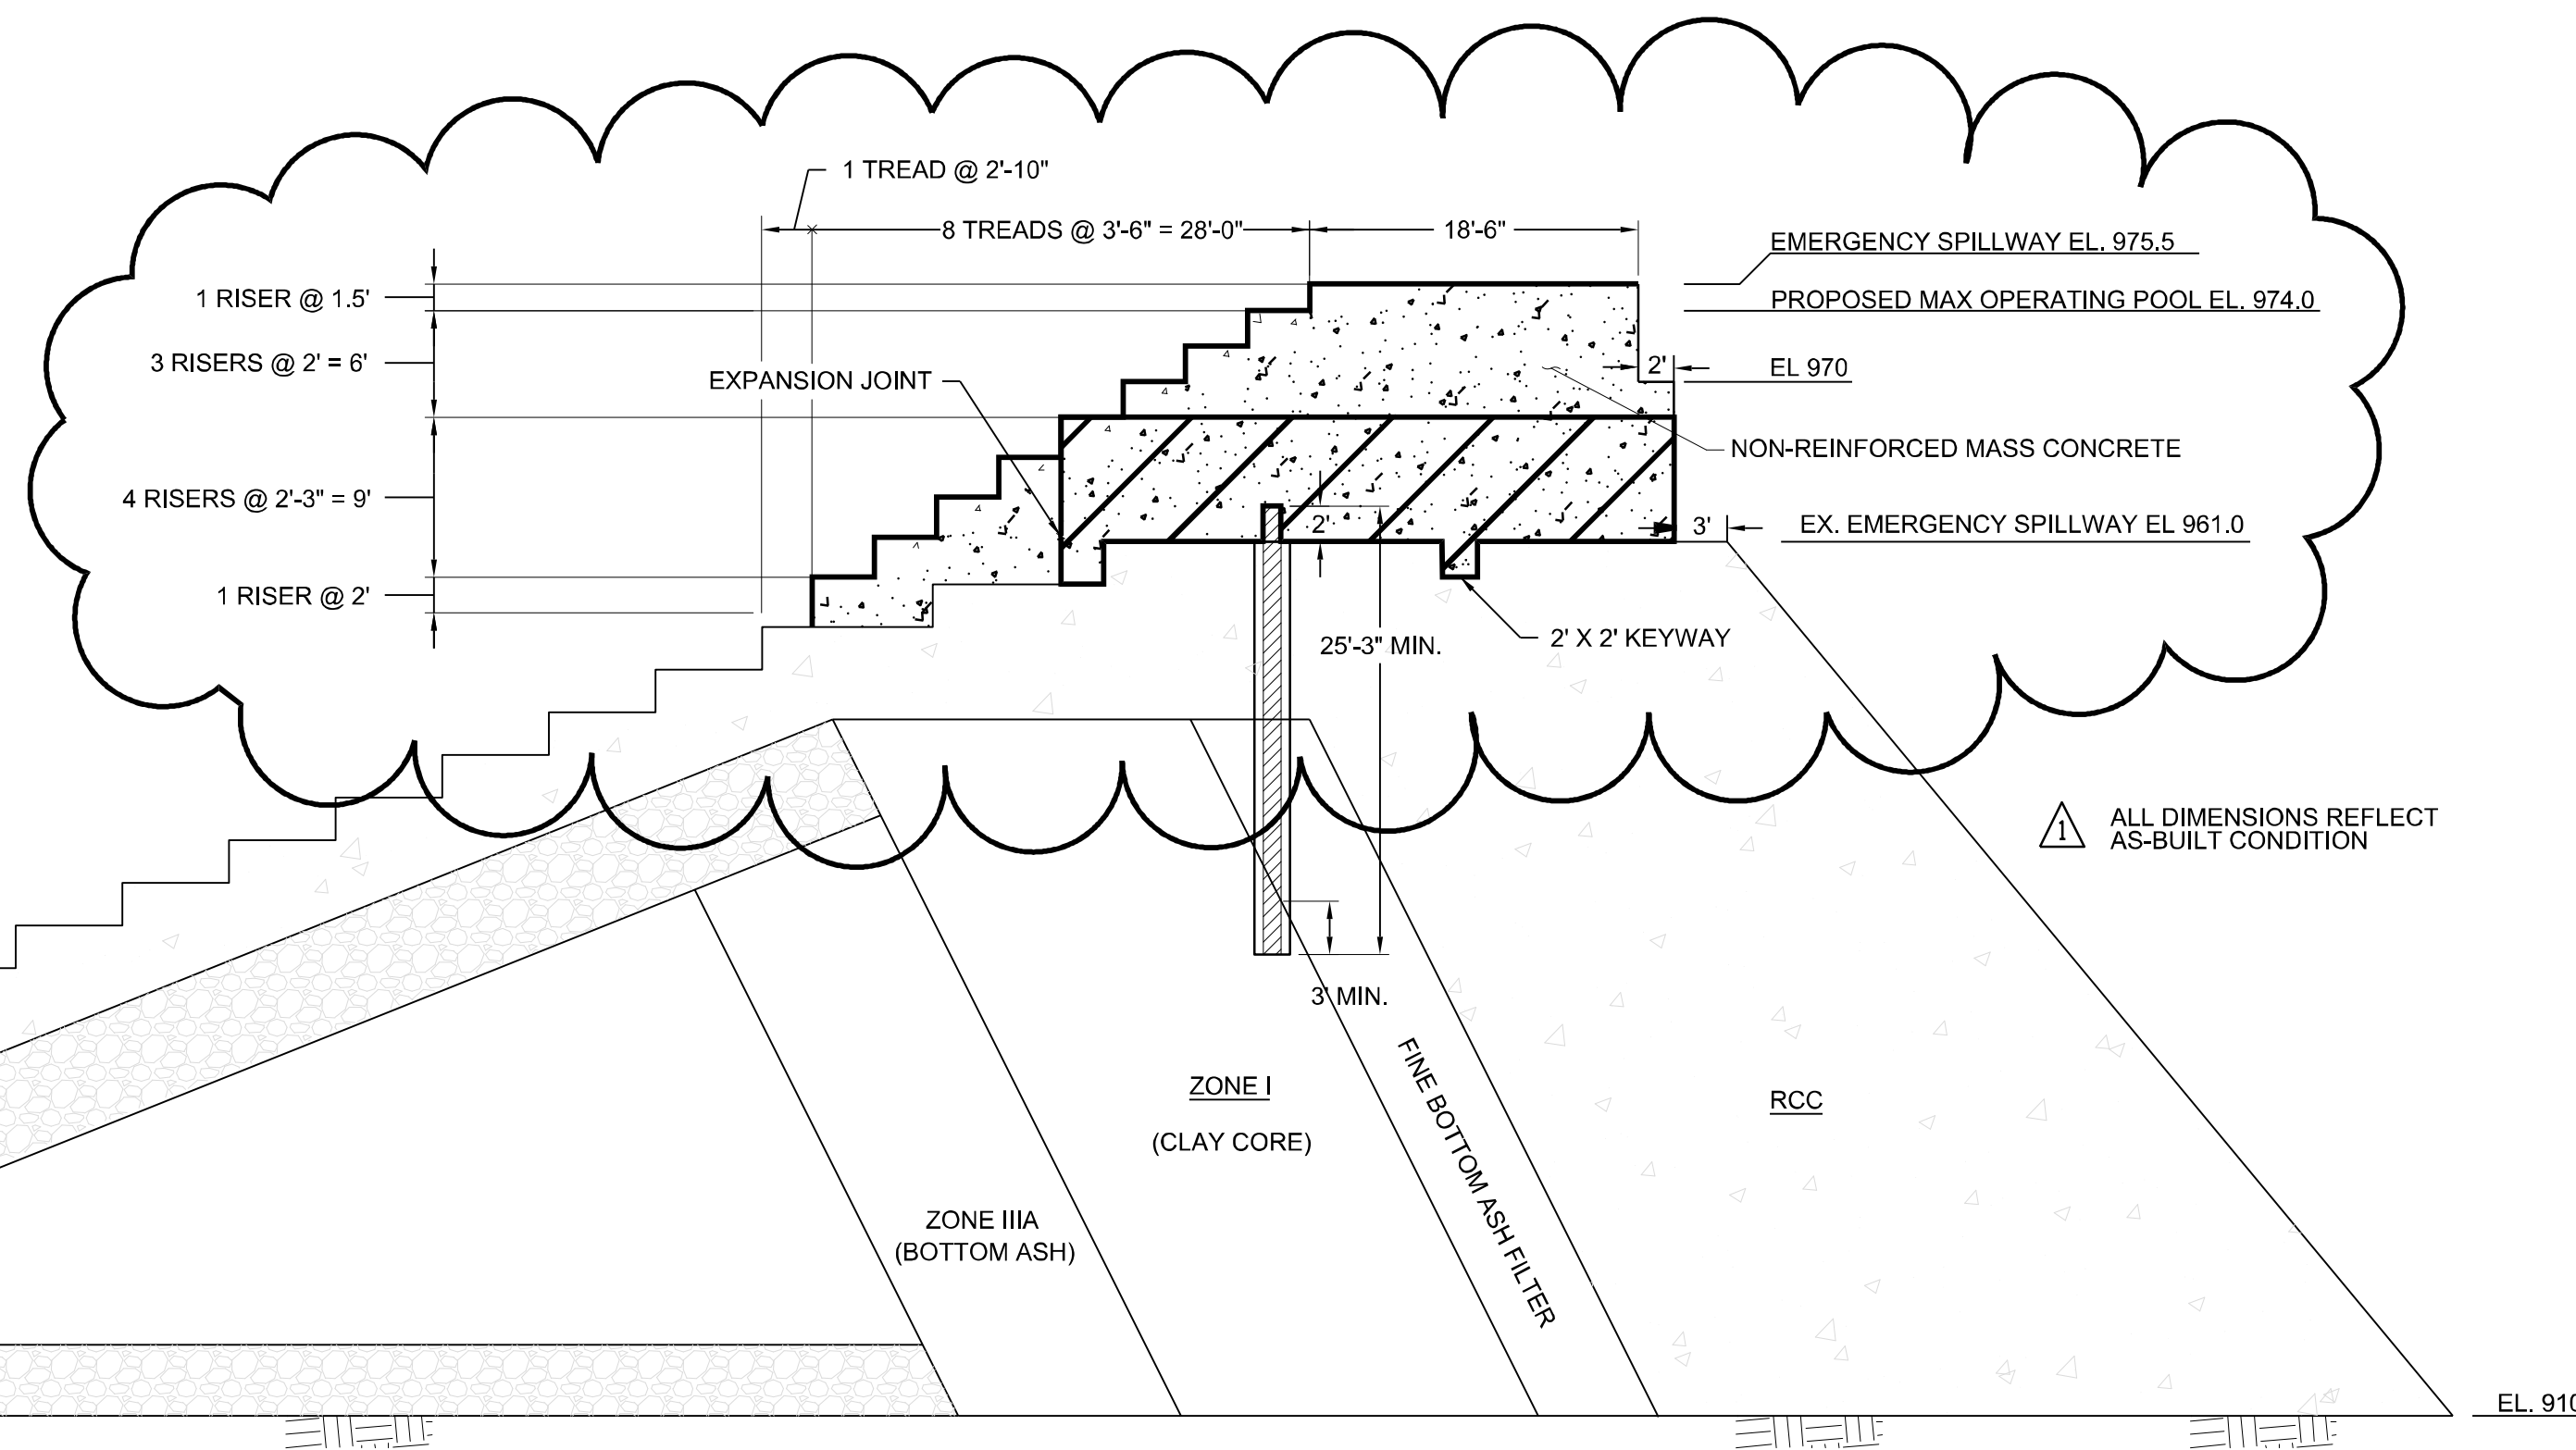 1 TREAD @ 2'-10"
8 TREADS @ 3'-6" = 28'-0"
18'-6"
EMERGENCY SPILLWAY EL. 975.5
1 RISER @ 1.5'
PROPOSED MAX OPERATING POOL EL. 974.0
3 RISERS @ 2' = 6'
2'
EL 970
EXPANSION JOINT
NON-REINFORCED MASS CONCRETE
4 RISERS @ 2'-3" = 9'
2'
3'
EX. EMERGENCY SPILLWAY EL 961.0
1 RISER @ 2'
25'-3" MIN.
2' X 2' KEYWAY
1
ALL DIMENSIONS REFLECT
AS-BUILT CONDITION
3' MIN.
ZONE I
(CLAY CORE)
FINE BOTTOM ASH FILTER
RCC
ZONE IIIA
(BOTTOM ASH)
EL. 910